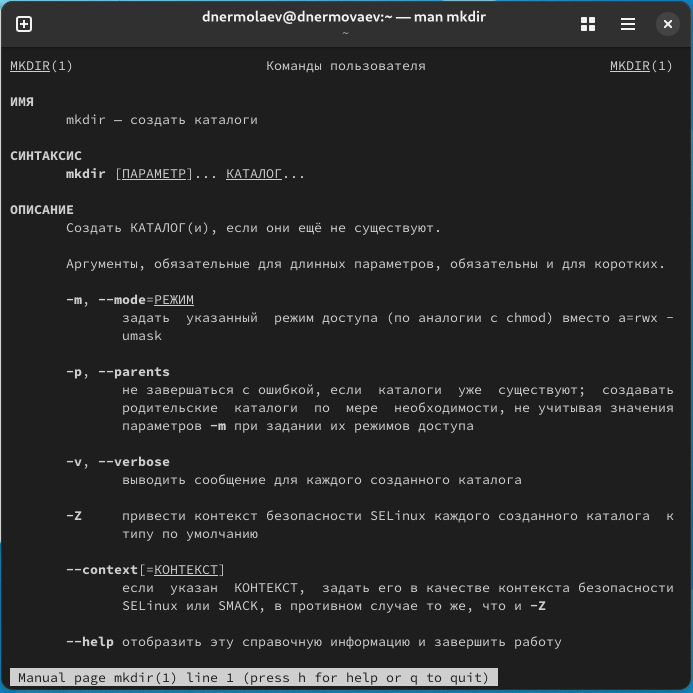 dnermolaev@dnermovaev:~ — man mkdir
~
MKDIR(1) Команды пользователя MKDIR(1)
ИМЯ
mkdir – создать каталоги
СИНТАКСИС
mkdir [ПАРАМЕТР]... КАТАЛОГ...
ОПИСАНИЕ
Создать КАТАЛОГ(и), если они ещё не существуют.
Аргументы, обязательные для длинных параметров, обязательны и для коротких.
-m, --mode=РЕЖИМ
задать указанный режим доступа (по аналогии с chmod) вместо a=rwx -
umask
-p, --parents
не завершаться с ошибкой, если каталоги уже существуют; создавать
родительские каталоги по мере необходимости, не учитывая значения
параметров -m при задании их режимов доступа
-v, --verbose
выводить сообщение для каждого созданного каталога
-Z привести контекст безопасности SELinux каждого созданного каталога к
типу по умолчанию
--context[=КОНТЕКСТ]
если указан КОНТЕКСТ, задать его в качестве контекста безопасности
SELinux или SMACK, в противном случае то же, что и -Z
--help отобразить эту справочную информацию и завершить работу
Manual page mkdir(1) line 1 (press h for help or q to quit)